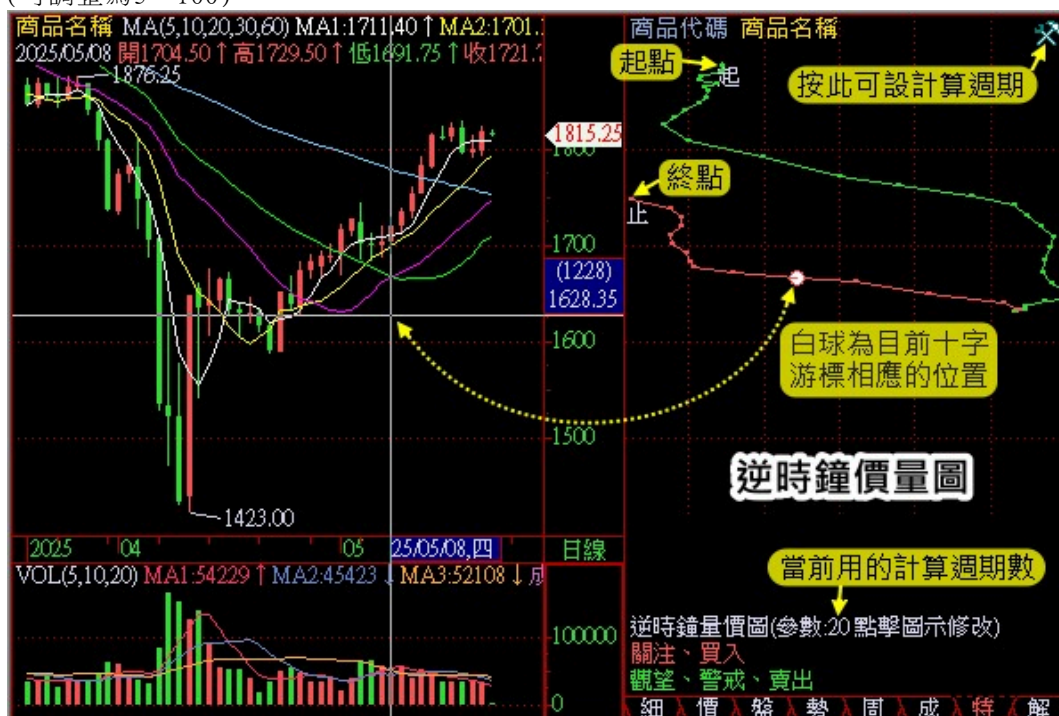 商品名稱 MA(5,10,20,30,60) MA1:1711.40↑ MA2:1701.
2025/05/08 開1704.50↑高1729.50↑低1691.75↑收1721.
1876.25
1815.25
1800
1700
(1228)
1628.35
1600
1500
1423.00
2025 04 05 25/05/08,四 日線
VOL(5,10,20) MA1:54229↑ MA2:45423↓ MA3:52108↓ 成
100000
0
商品代碼 商品名稱
起點
起
按此可設計算週期
終點
止
白球為目前十字
游標相應的位置
逆時鐘價量圖
當前用的計算週期數
逆時鐘量價圖(參數:20 點擊圖示修改)
關注、買入
觀望、警戒、賣出
細 價 盤 勢 周 成 特 解